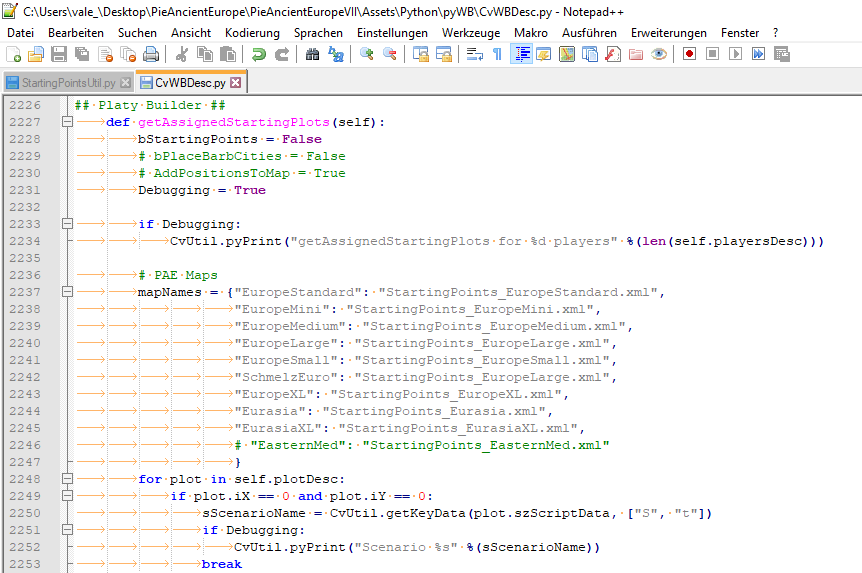 C:\Users\vale_\Desktop\PieAncientEurope\PieAncientEuropeVII\Assets\Python\pyWB\CvWBDesc.py - Notepad++
Datei Bearbeiten Suchen Ansicht Kodierung Sprachen Einstellungen Werkzeuge Makro Ausführen Erweiterungen Fenster ?
StartingPointsUtil.py CvWBDesc.py
2226 ## Platy Builder ##
2227 def getAssignedStartingPlots(self):
2228 bStartingPoints = False
2229 # bPlaceBarbCities = False
2230 # AddPositionsToMap = True
2231 Debugging = True
2232
2233 if Debugging:
2234 CvUtil.pyPrint("getAssignedStartingPlots for %d players" %(len(self.playersDesc)))
2235
2236 # PAE Maps
2237 mapNames = {"EuropeStandard": "StartingPoints_EuropeStandard.xml",
2238 "EuropeMini": "StartingPoints_EuropeMini.xml",
2239 "EuropeMedium": "StartingPoints_EuropeMedium.xml",
2240 "EuropeLarge": "StartingPoints_EuropeLarge.xml",
2241 "EuropeSmall": "StartingPoints_EuropeSmall.xml",
2242 "SchmelzEuro": "StartingPoints_EuropeLarge.xml",
2243 "EuropeXL": "StartingPoints_EuropeXL.xml",
2244 "Eurasia": "StartingPoints_Eurasia.xml",
2245 "EurasiaXL": "StartingPoints_EurasiaXL.xml",
2246 # "EasternMed": "StartingPoints_EasternMed.xml"
2247 }
2248 for plot in self.plotDesc:
2249 if plot.iX == 0 and plot.iY == 0:
2250 sScenarioName = CvUtil.getKeyData(plot.szScriptData, ["S", "t"])
2251 if Debugging:
2252 CvUtil.pyPrint("Scenario %s" %(sScenarioName))
2253 break